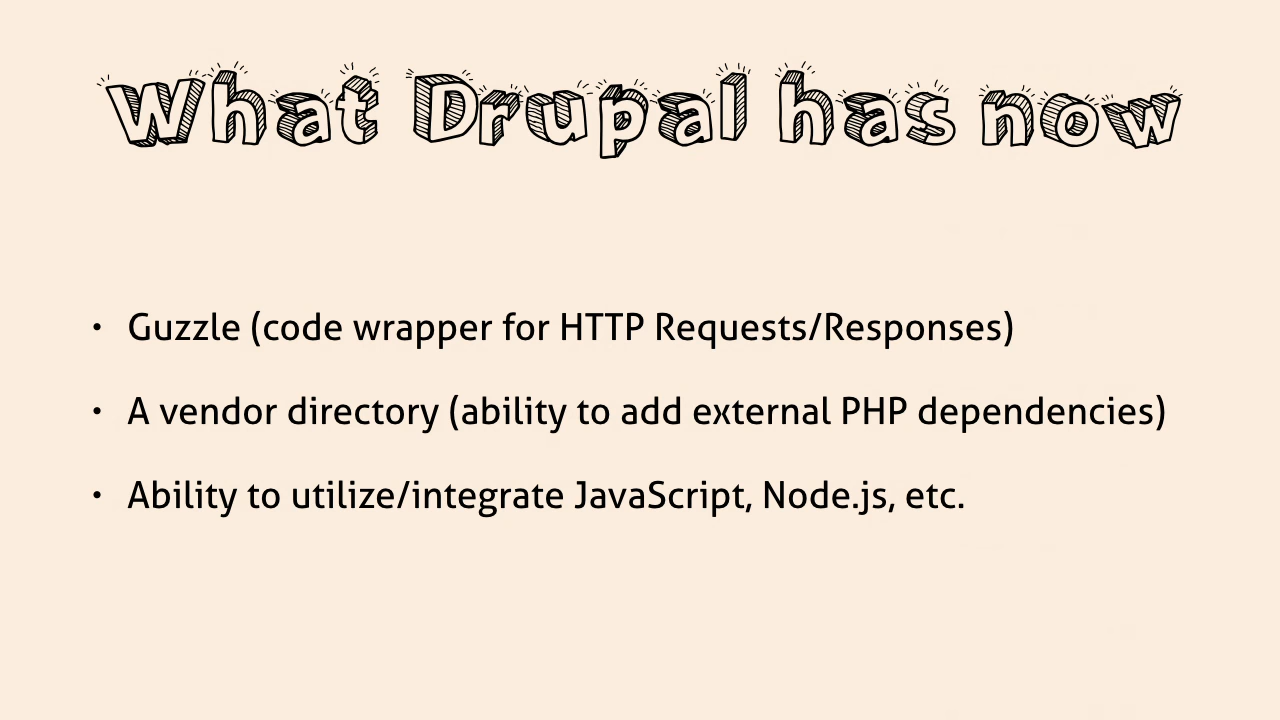 What Drupal has now
• Guzzle (code wrapper for HTTP Requests/Responses)
• A vendor directory (ability to add external PHP dependencies)
• Ability to utilize/integrate JavaScript, Node.js, etc.